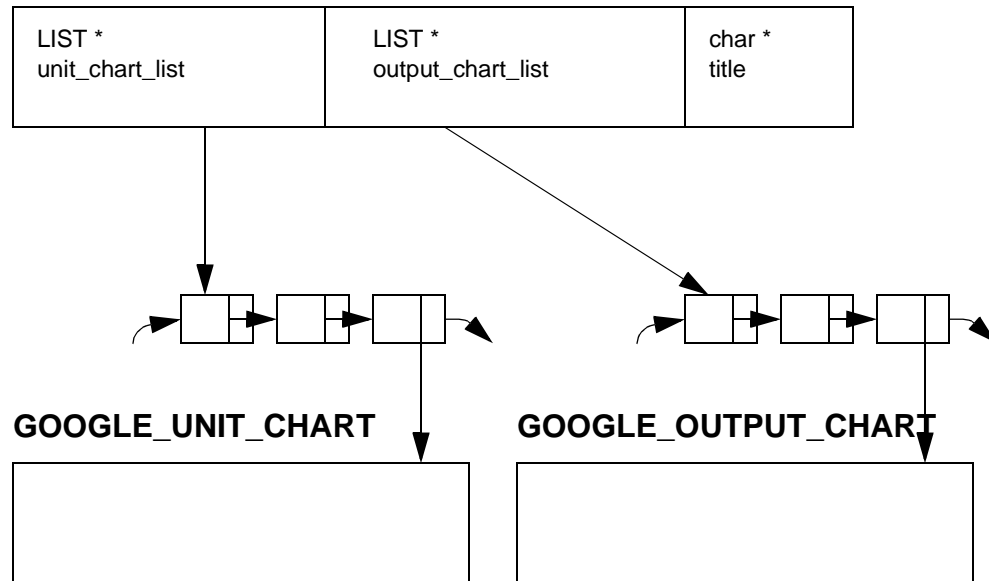 LIST *
unit_chart_list
LIST *
output_chart_list
char *
title
GOOGLE_UNIT_CHART
GOOGLE_OUTPUT_CHART